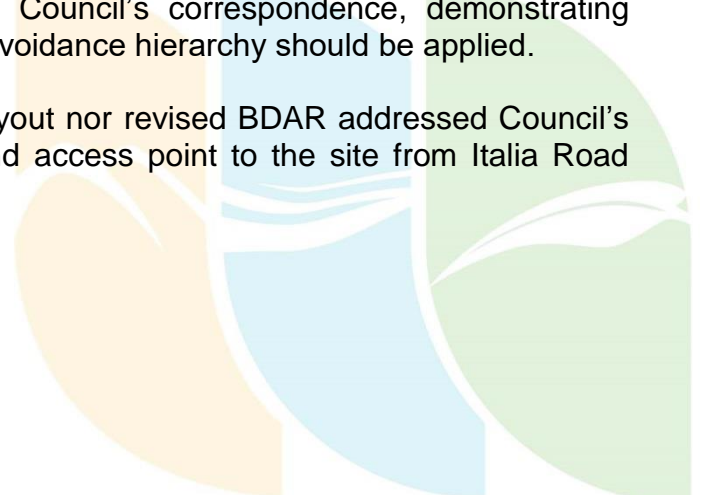 Council’s correspondence, demonstrating
voidance hierarchy should be applied.
yout nor revised BDAR addressed Council’s
d access point to the site from Italia Road